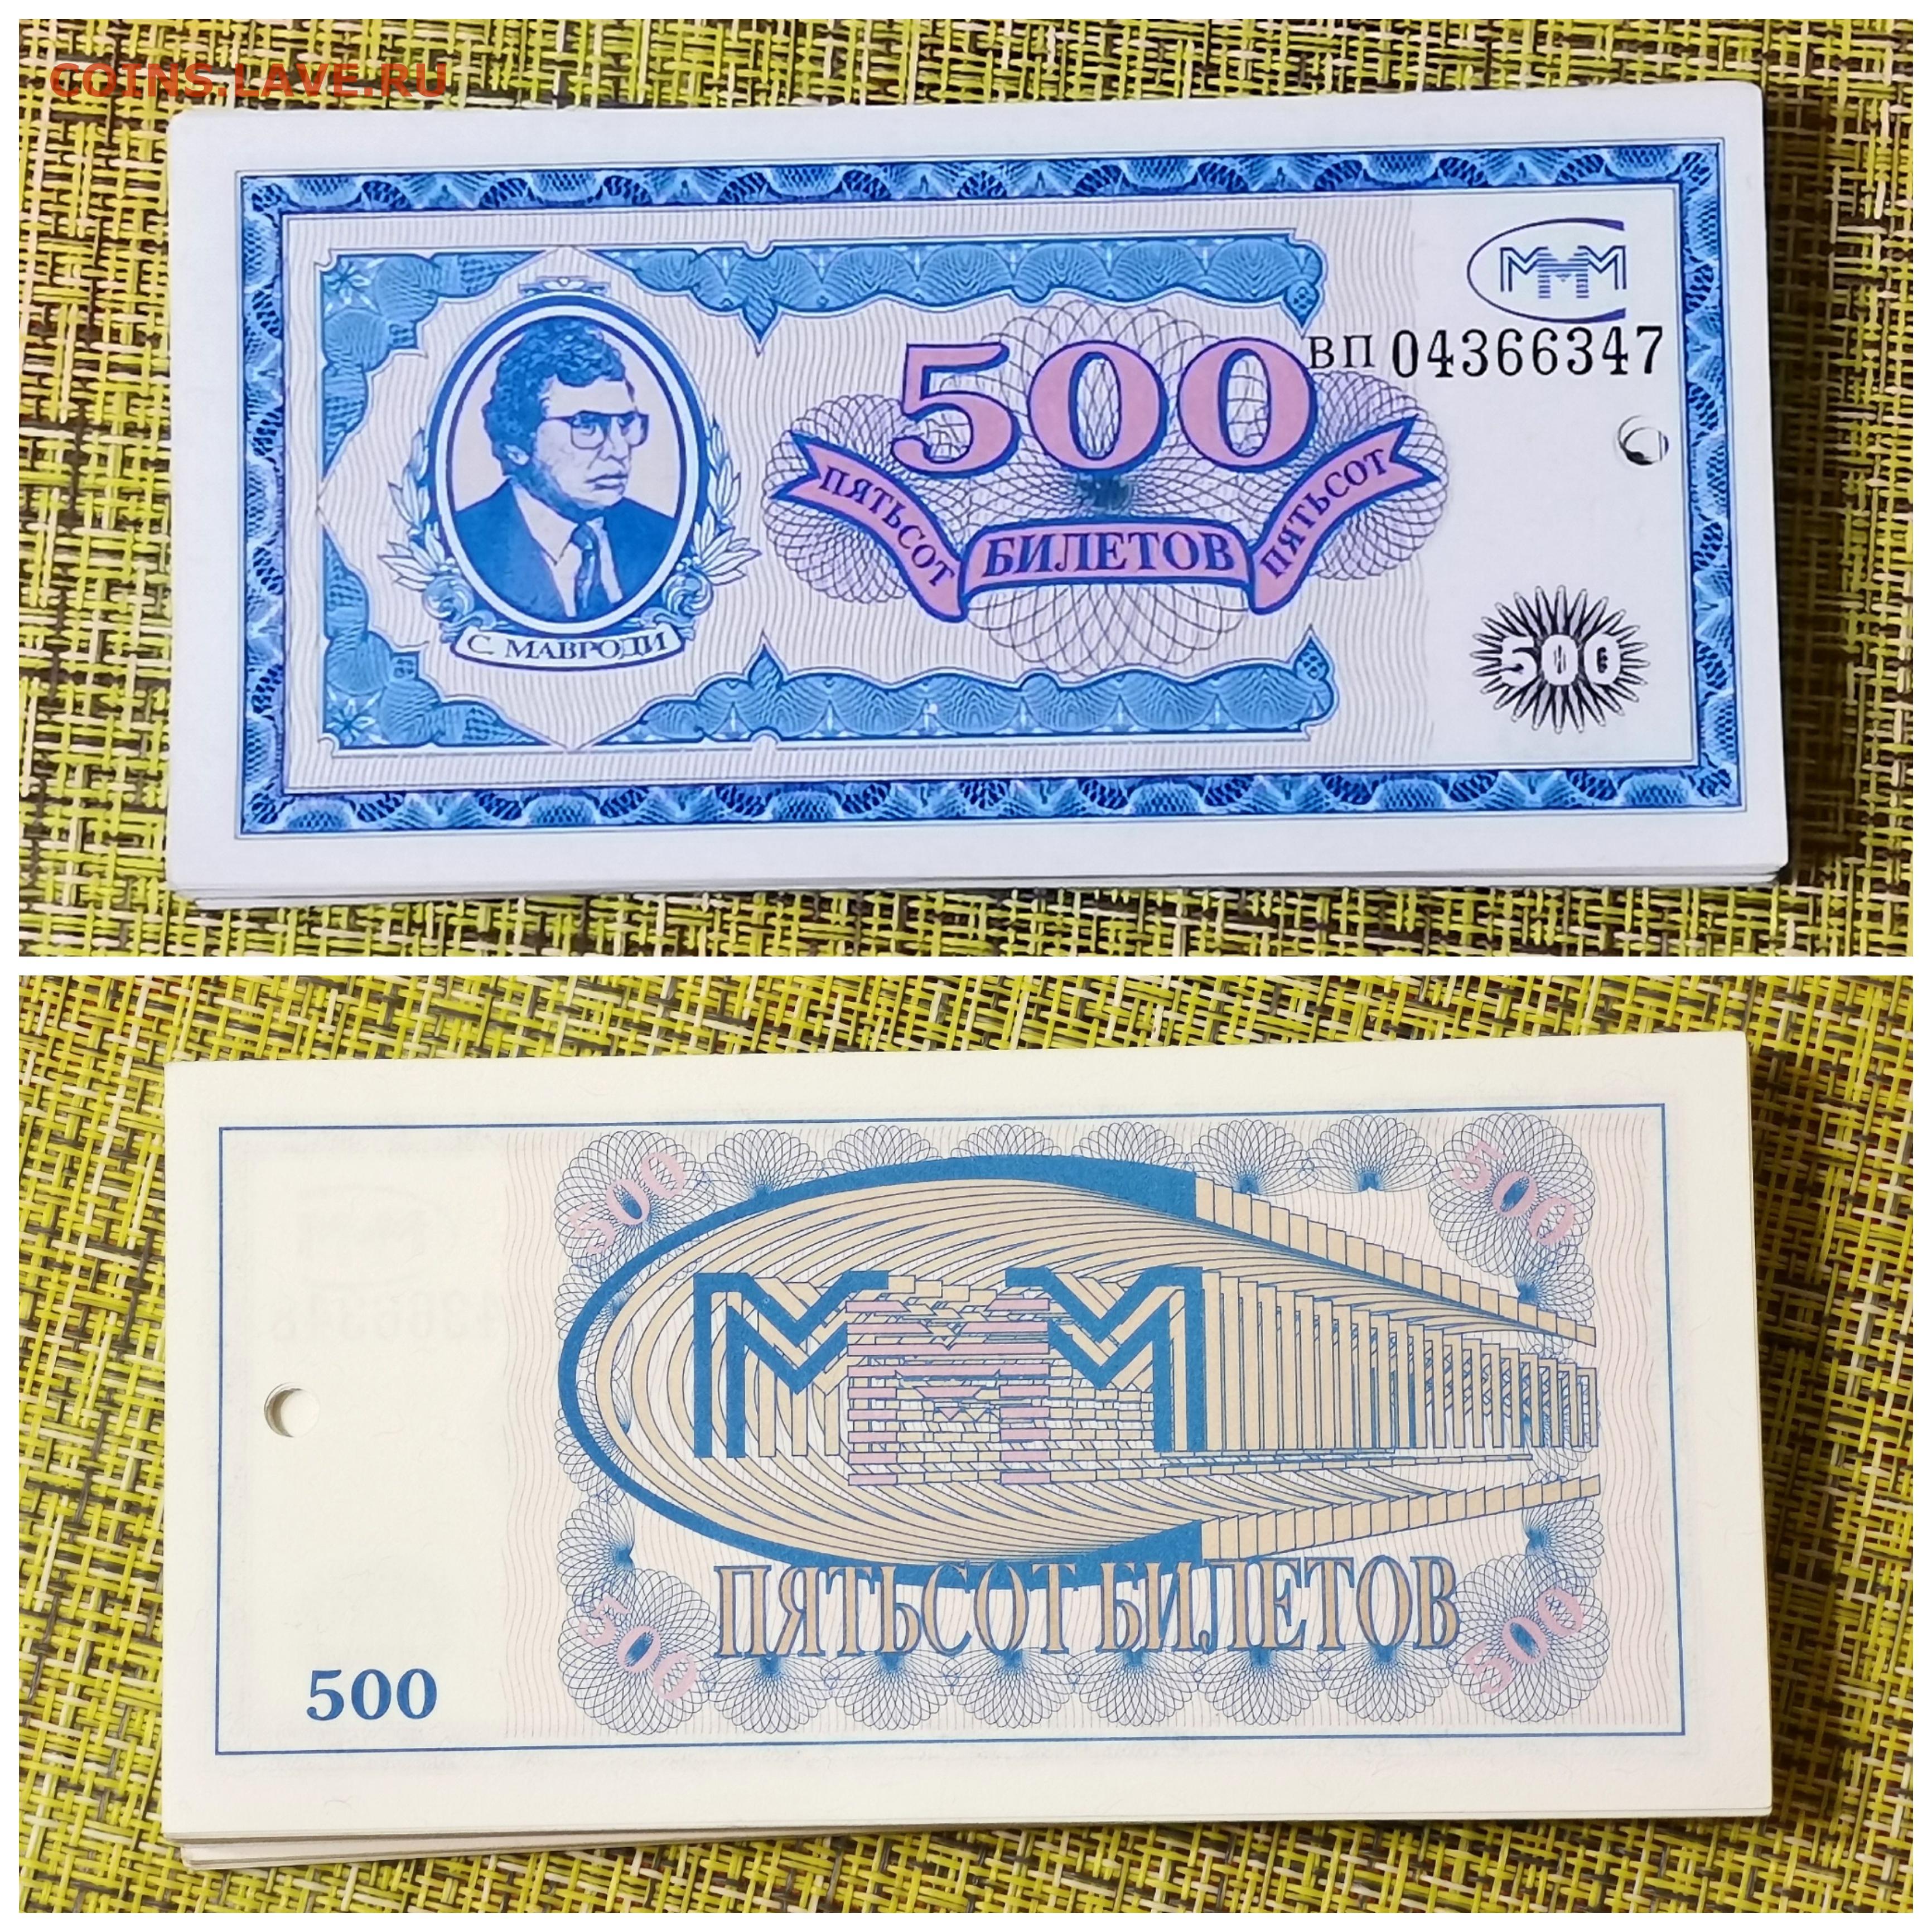 COINS.LAVE.RU
МММ
ВП 04366347
500
ПЯТЬСОТ БИЛЕТОВ ПЯТЬСОТ
С. МАВРОДИ
500
500 500
МММ
ПЯТЬСОТ БИЛЕТОВ
500 500
500